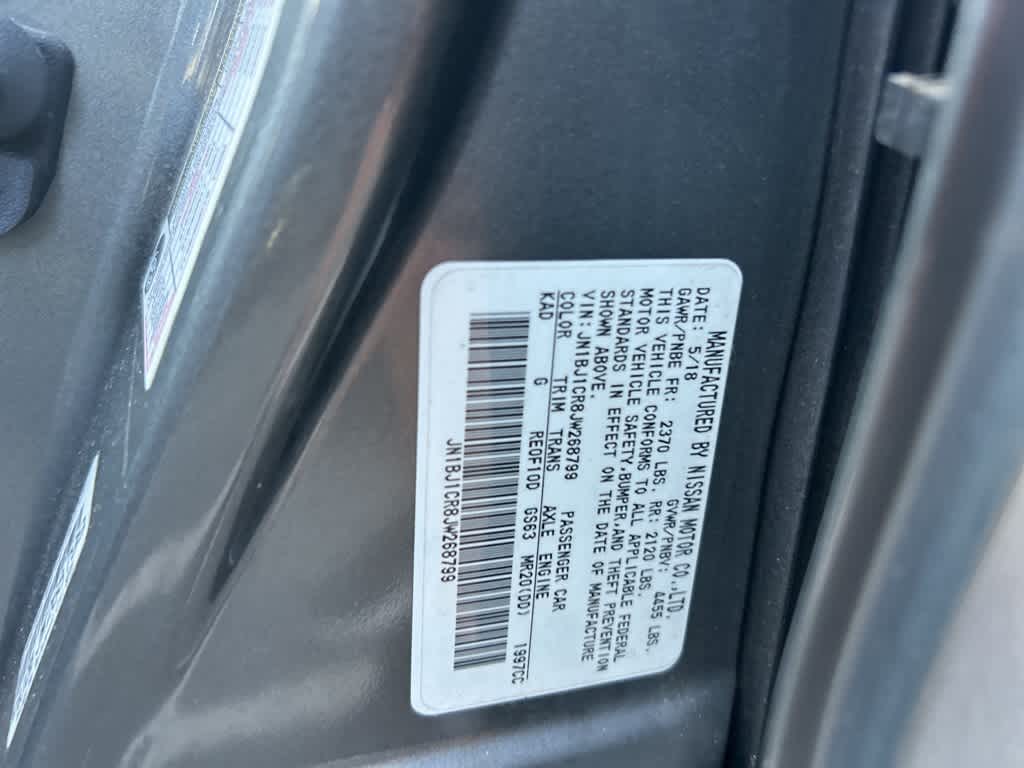 MANUFACTURED BY NISSAN MOTOR CO.,LTD.
DATE: 5/18 GVWR/PNBV: 4455 LBS.
GAWR/PNBE FR: 2370 LBS. RR: 2120 LBS.
THIS VEHICLE CONFORMS TO ALL APPLICABLE FEDERAL
MOTOR VEHICLE SAFETY,BUMPER,AND THEFT PREVENTION
STANDARDS IN EFFECT ON THE DATE OF MANUFACTURE
SHOWN ABOVE.
VIN:JN1BJ1CR8JW268799 PASSENGER CAR
COLOR TRIM TRANS AXLE ENGINE
KAD G RE0F10D GS63 MR20(DD) 1997CC
JN1BJ1CR8JW268799